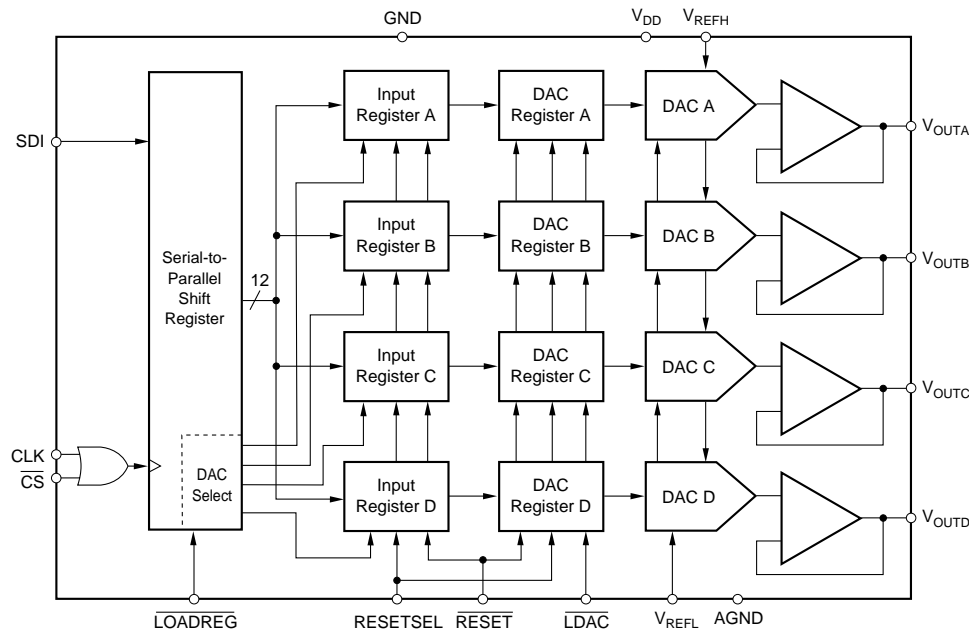 GND
VDD
VREFH
SDI
Serial-to-
Parallel
Shift
Register
12
DAC
Select
CLK
CS
Input
Register A
DAC
Register A
DAC A
VOUTA
Input
Register B
DAC
Register B
DAC B
VOUTB
Input
Register C
DAC
Register C
DAC C
VOUTC
Input
Register D
DAC
Register D
DAC D
VOUTD
LOADREG
RESETSEL
RESET
LDAC
VREFL
AGND